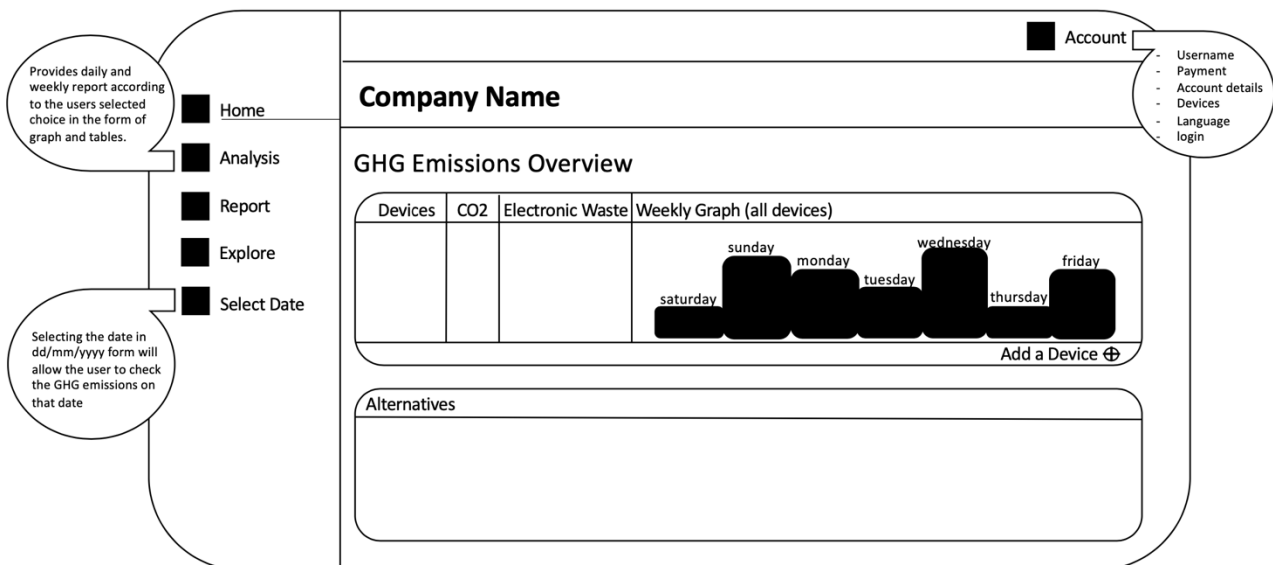 Account
- Username
- Payment
- Account details
- Devices
- Language
- login
Provides daily and
weekly report according
to the users selected
choice in the form of
graph and tables.
Home
Analysis
Report
Explore
Select Date
Selecting the date in
dd/mm/yyyy form will
allow the user to check
the GHG emissions on
that date
Company Name
GHG Emissions Overview
Devices CO2 Electronic Waste Weekly Graph (all devices)
saturday sunday monday tuesday wednesday thursday friday
Add a Device
Alternatives